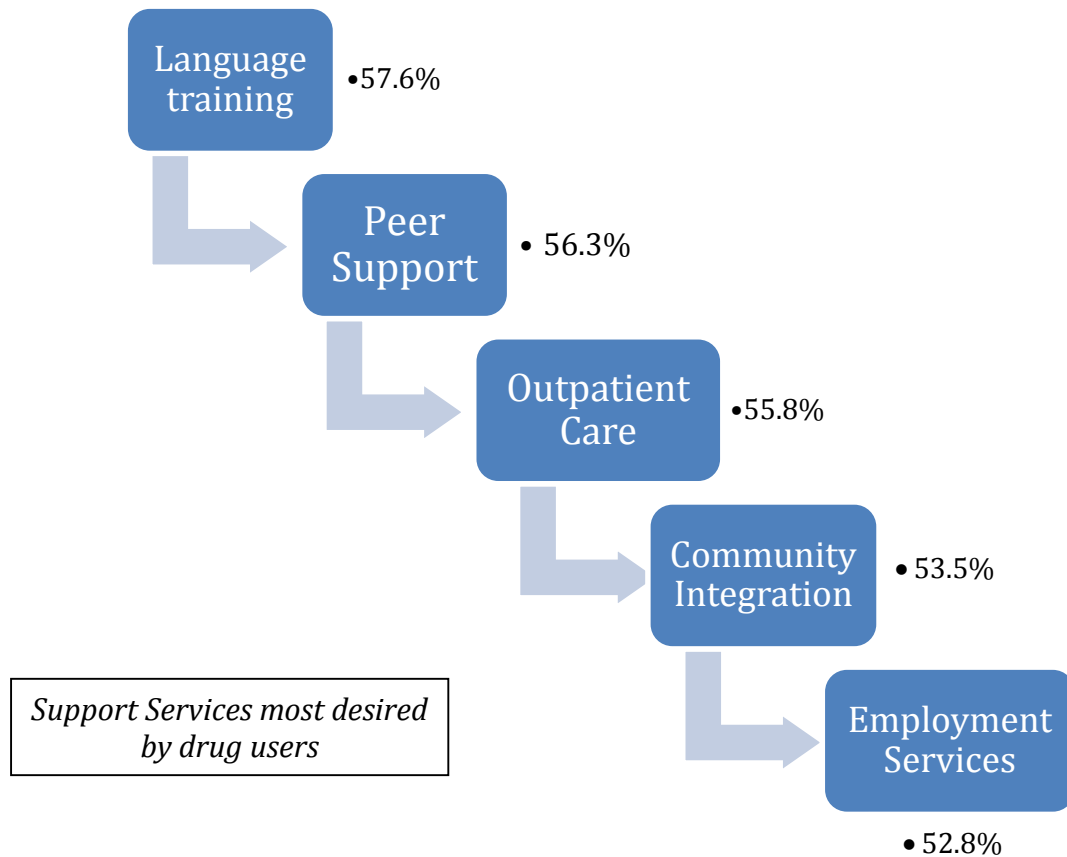 Language
training
•57.6%
Peer
Support
• 56.3%
Outpatient
Care
•55.8%
Community
Integration
• 53.5%
Support Services most desired
by drug users
Employment
Services
• 52.8%